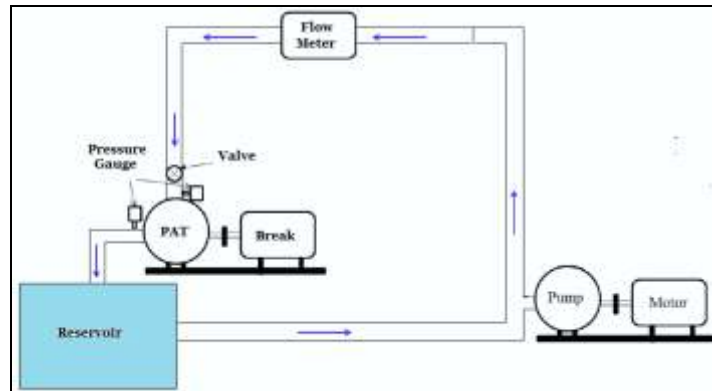 Flow
Meter
Pressure
Gauge
Valve
PAT
Break
Pump
Motor
Reservoir